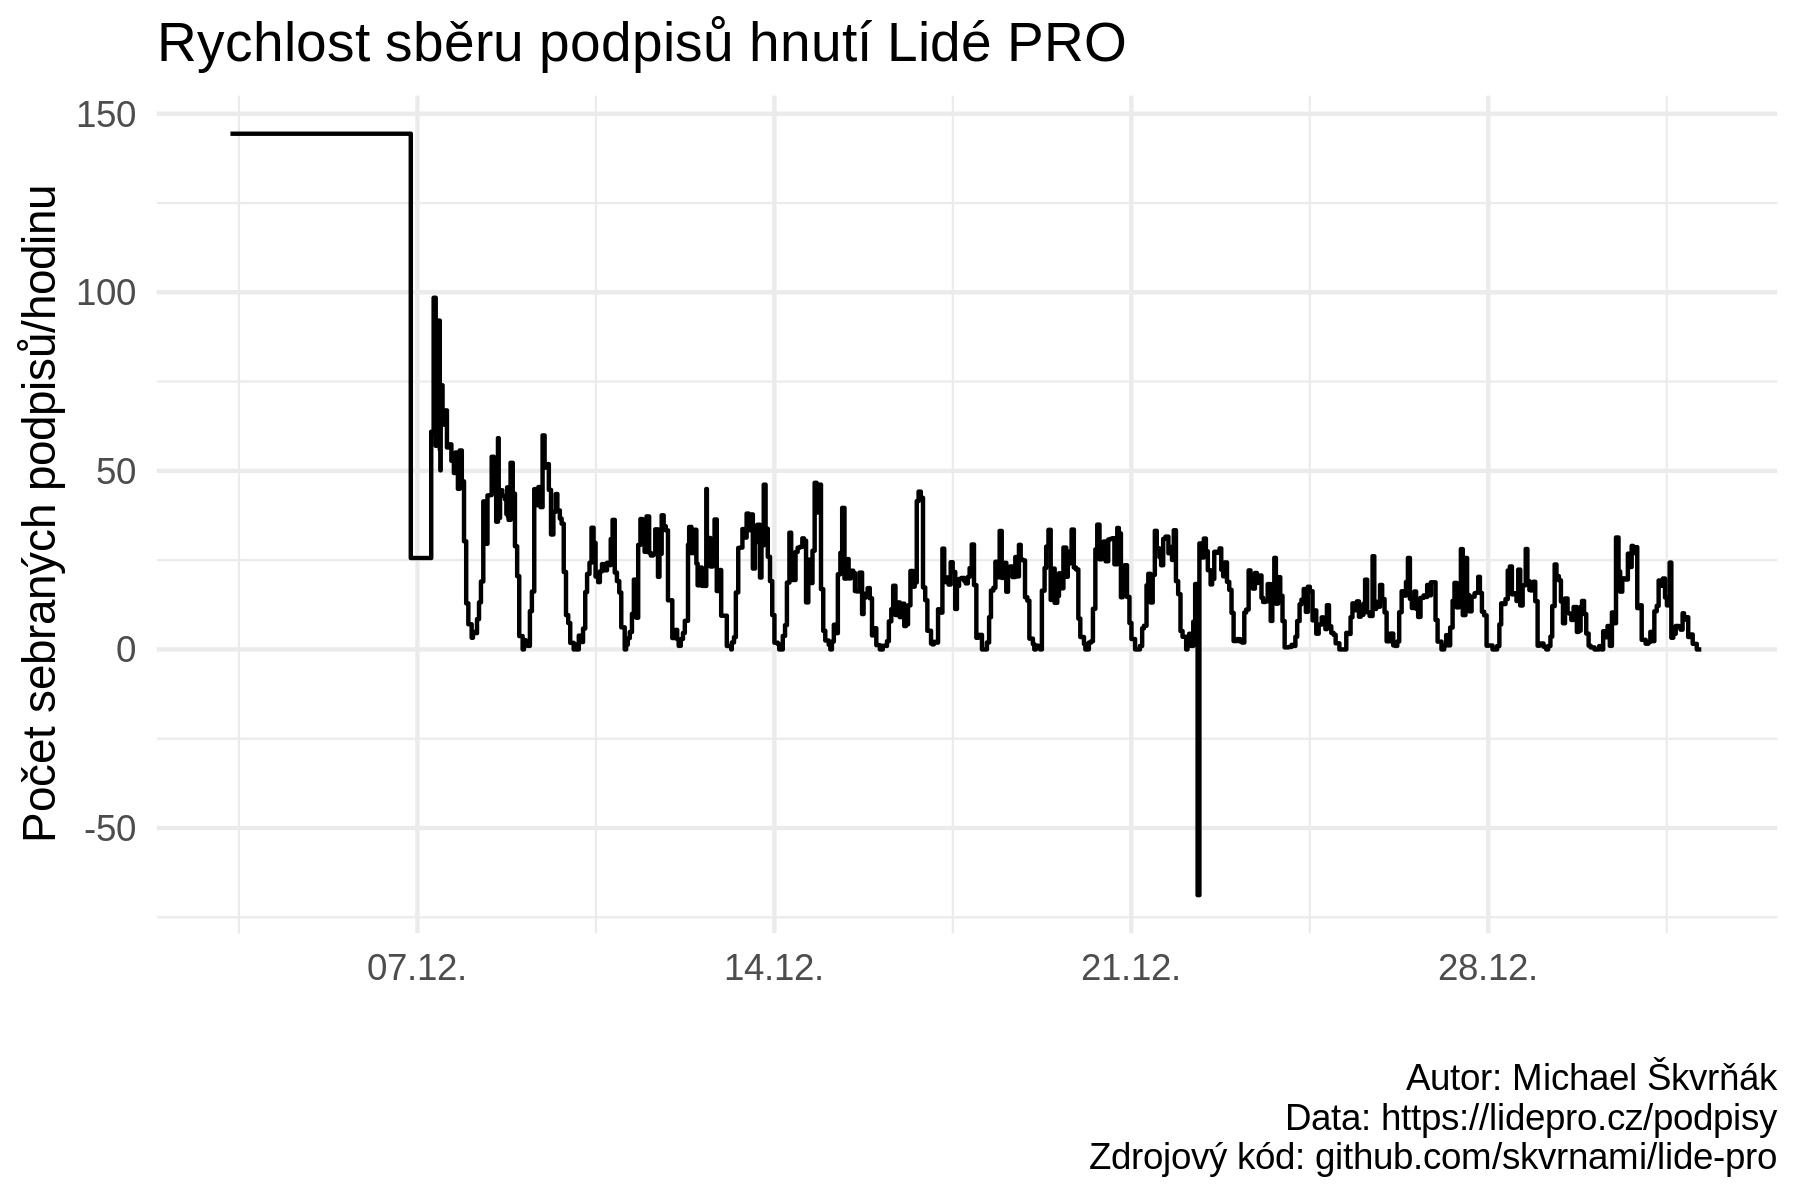 Rychlost sběru podpisů hnutí Lidé PRO
Počet sebraných podpisů/hodinu
150
100
50
0
-50
07.12.
14.12.
21.12.
28.12.
Autor: Michael Škvrňák
Data: https://lidepro.cz/podpisy
Zdrojový kód: github.com/skvrnami/lide-pro